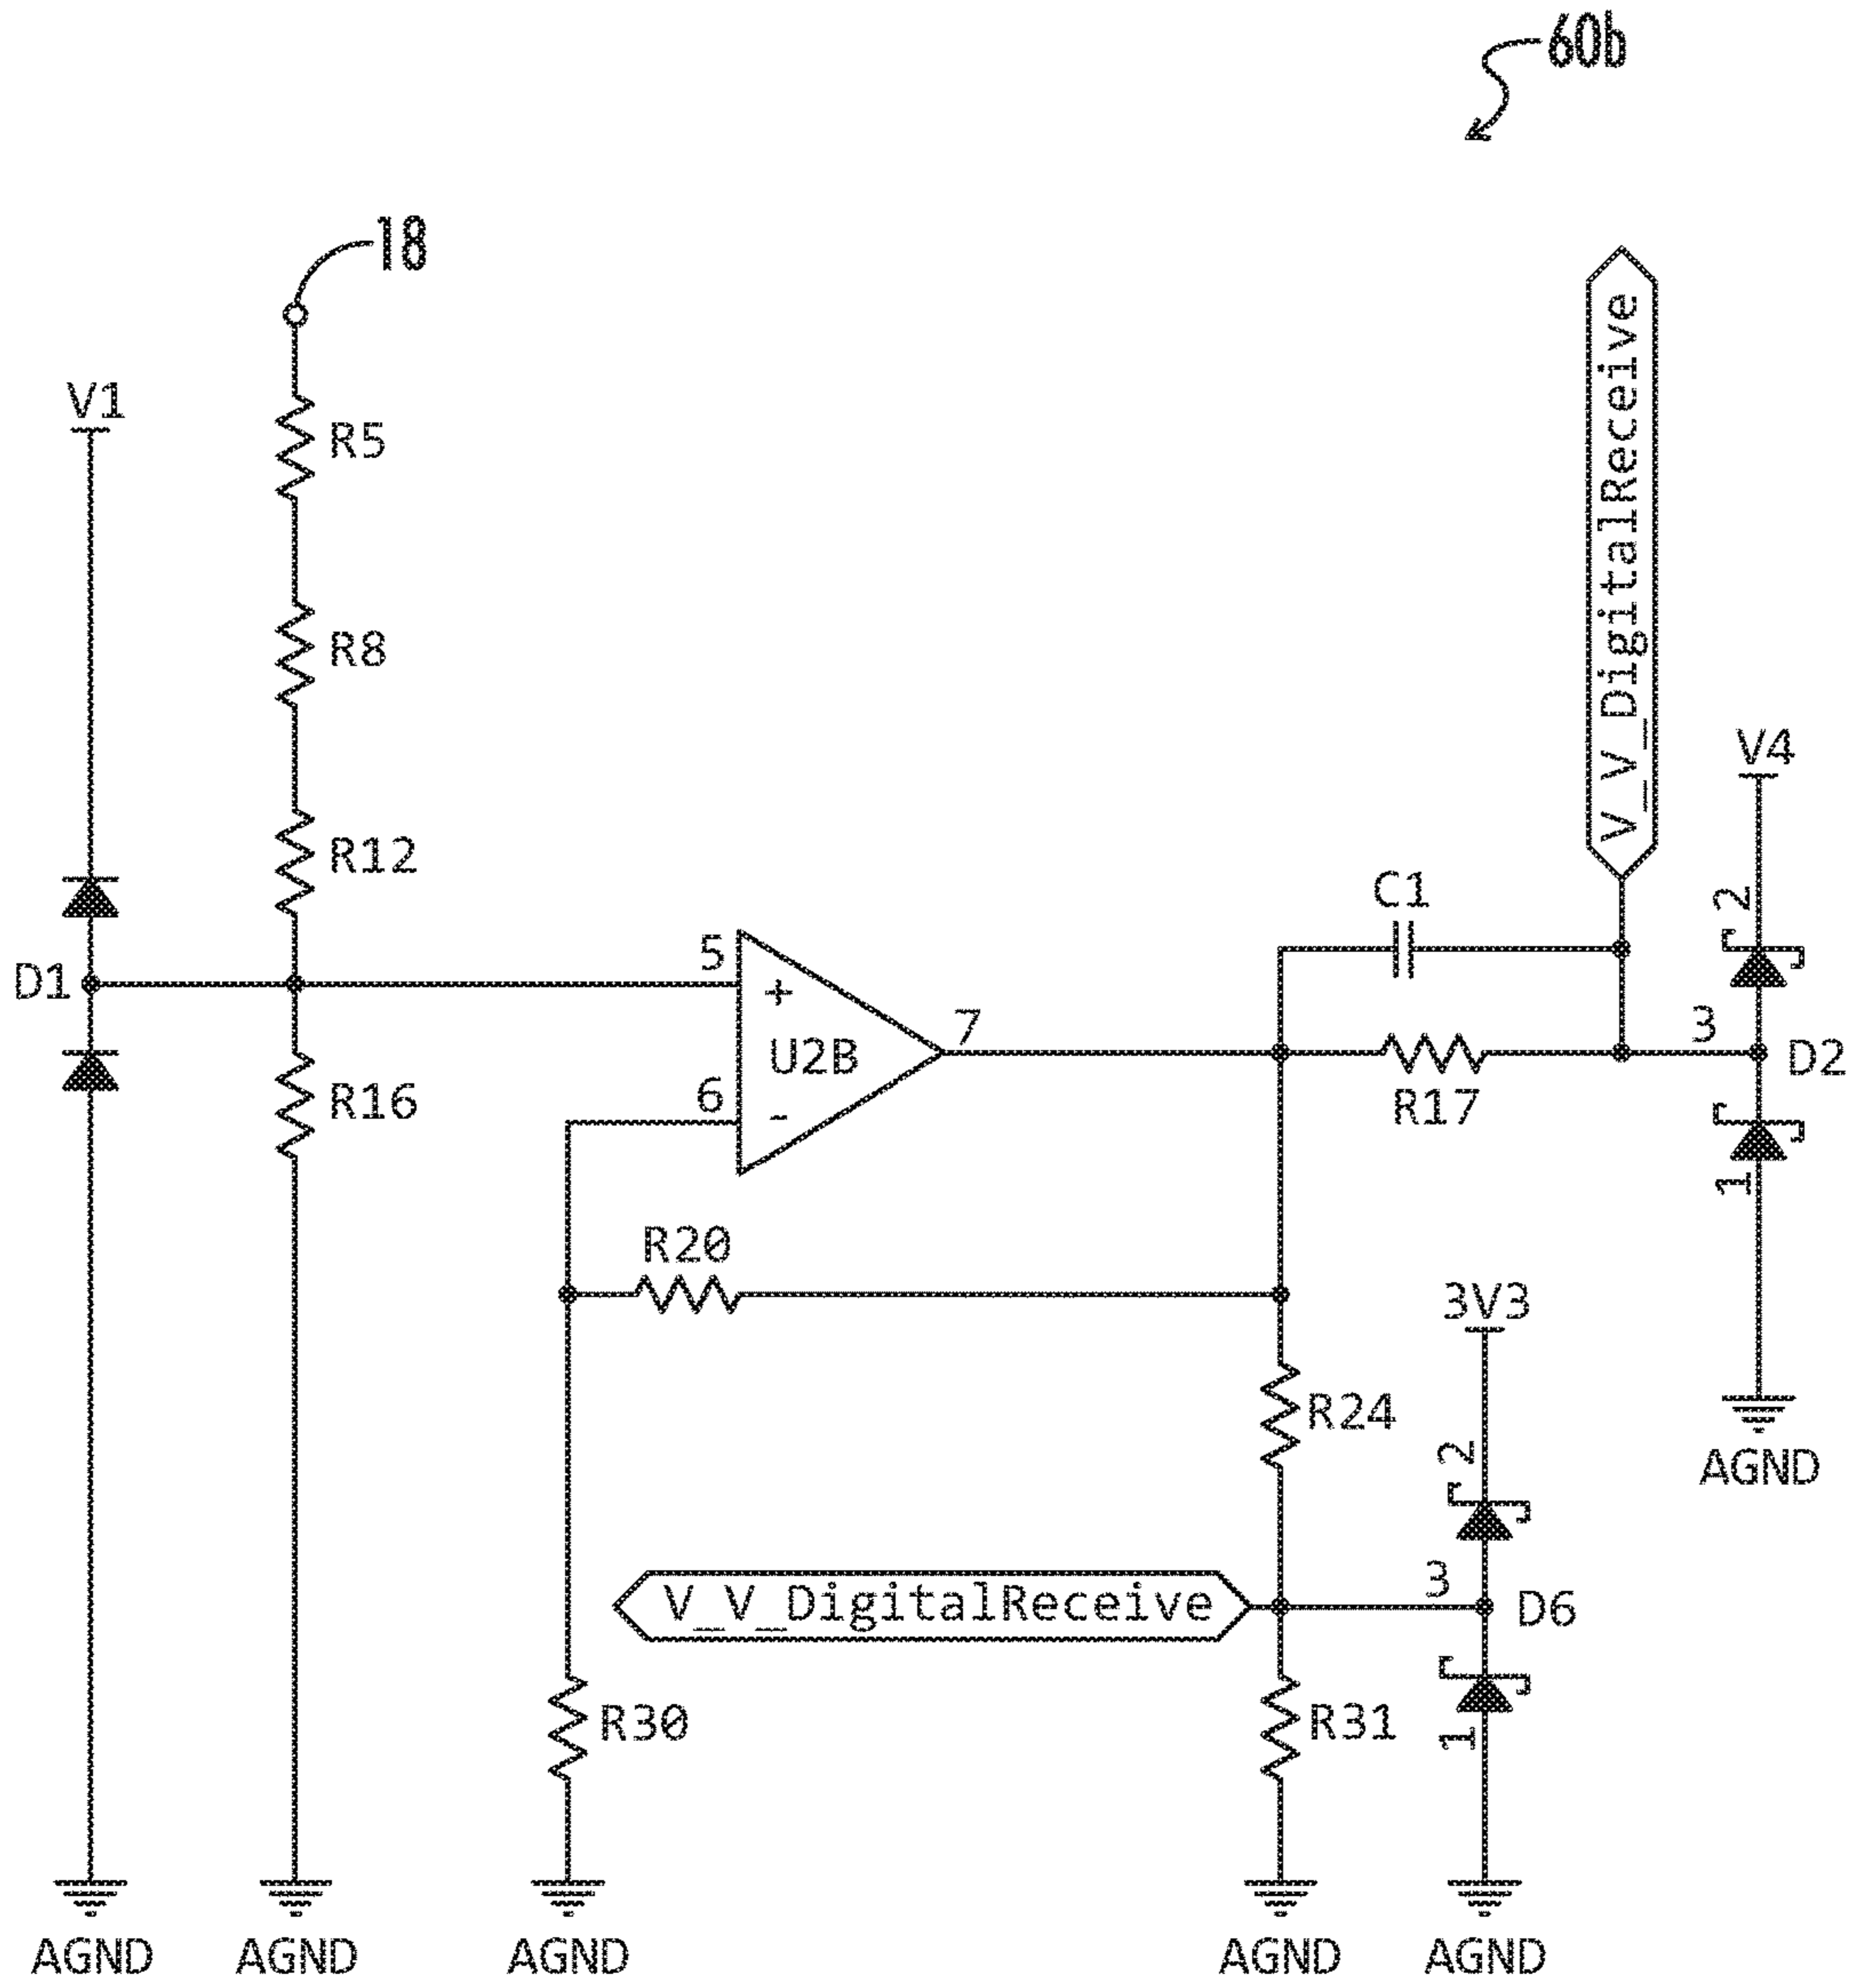 60b
18
V1
R5
V_V_DigitalReceive
R8
V4
R12
C1
2
5
D1
+
7
3
U2B
D2
6
R16
-
R17
1
R20
3V3
R24
2
AGND
V_V_DigitalReceive
3
D6
R30
R31
1
AGND
AGND
AGND
AGND
AGND